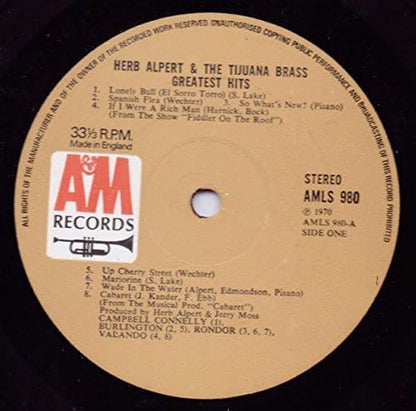 ALL RIGHTS OF THE MANUFACTURER AND OF THE OWNER OF THE RECORDED WORK RESERVED UNAUTHORISED COPYING PUBLIC PERFORMANCE AND BROADCASTING OF THIS RECORD PROHIBITED
HERB ALPERT & THE TIJUANA BRASS
GREATEST HITS
1. Lonely Bull (El Sorro Torro) (S. Lake)
2. Spanish Flea (Wechter) 3. So What's New? (Pisano)
4. If I Were A Rich Man (Hurnick, Bock)
(From The Show "Fiddler On The Roof")
33⅓ R.P.M.
Made in England
A&M
RECORDS
STEREO
AMLS 980
℗ 1970
AMLS 980-A
SIDE ONE
5. Up Cherry Street (Wechter)
6. Marjorine (S. Lake)
7. Wade In The Water (Alpert, Edmondson, Pisano)
8. Cabaret (J. Kander, F. Ebb)
(From The Musical Prod. "Cabaret")
Produced by Herb Alpert & Jerry Moss
CAMPBELL CONNELLY (1),
BURLINGTON (2, 5). RONDOR (3, 6, 7),
VALANDO (4, 8)